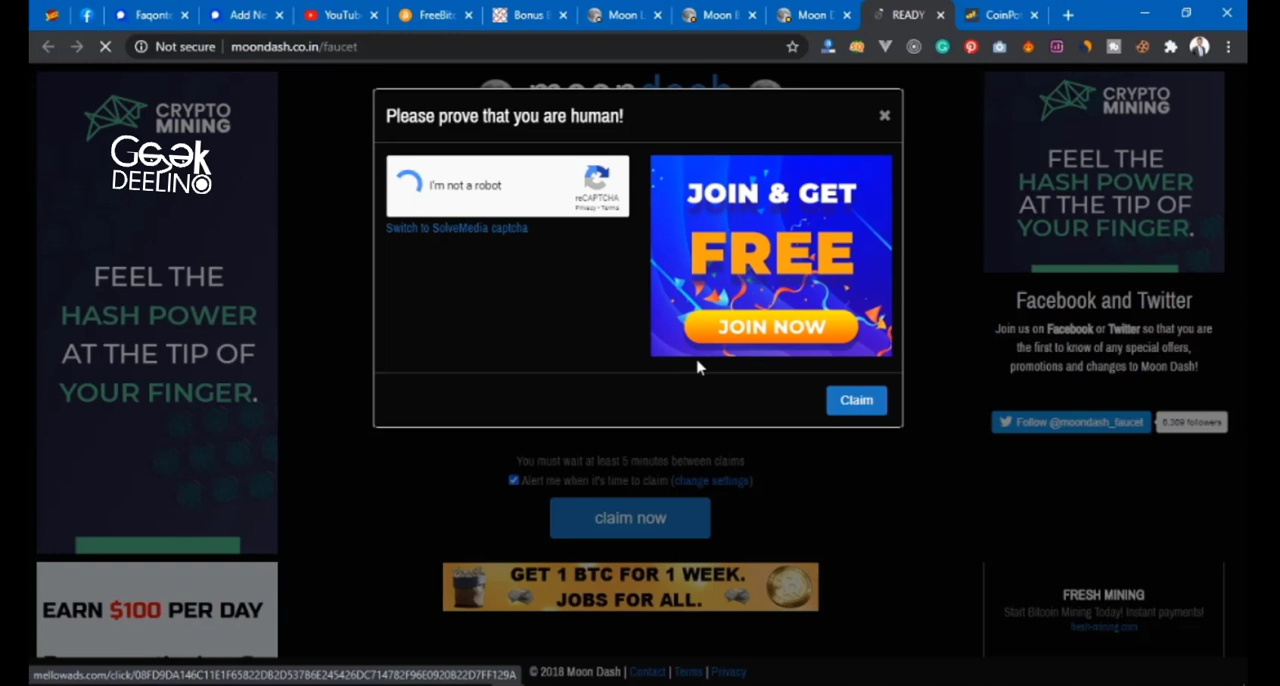 Faqont
Add Ne
YouTub
FreeBit
Bonus B
Moon L
Moon B
Moon D
READY
CoinPo
Not secure
moondash.co.in/faucet
CRYPTO
MINING
Geek
DEELINO
FEEL THE
HASH POWER
AT THE TIP OF
YOUR FINGER.
EARN $100 PER DAY
moondash
Please prove that you are human!
I'm not a robot
reCAPTCHA
Privacy - Terms
Switch to SolveMedia captcha
JOIN & GET
FREE
JOIN NOW
Claim
You must wait at least 5 minutes between claims
Alert me when it's time to claim (change settings)
claim now
GET 1 BTC FOR 1 WEEK.
JOBS FOR ALL.
CRYPTO
MINING
FEEL THE
HASH POWER
AT THE TIP OF
YOUR FINGER.
Facebook and Twitter
Join us on Facebook or Twitter so that you are
the first to know of any special offers,
promotions and changes to Moon Dash!
Follow @moondash_faucet
followers
FRESH MINING
Start Bitcoin Mining Today! Instant payments!
fresh-mining.com
mellowads.com/click/
© 2018 Moon Dash | Contact | Terms | Privacy